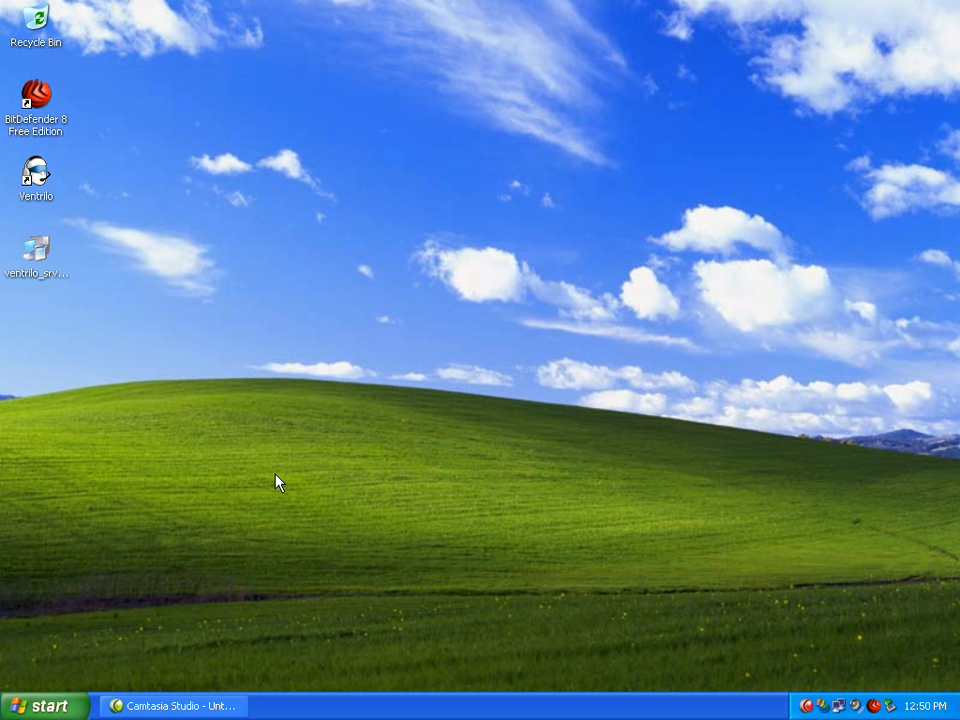 Recycle Bin
BitDefender 8
Free Edition
Ventrilo
ventrilo_srv...
start
Camtasia Studio - Unt...
12:50 PM